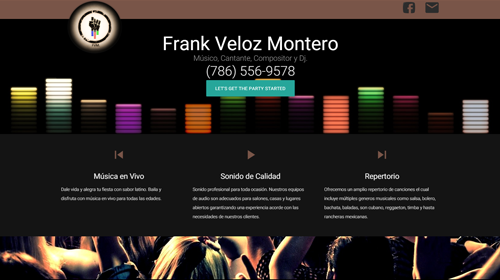 Frank Veloz Montero
Músico, Cantante, Compositor y Dj.
(786) 556-9578
LET'S GET THE PARTY STARTED
Música en Vivo
Dale vida y alegra tu fiesta con sabor latino. Baila y
disfruta con música en vivo para todas las edades.
Sonido de Calidad
Sonido profesional para toda ocasión. Nuestros equipos
de audio son adecuados para salones, casas y lugares
abiertos garantizando una experiencia acorde con las
necesidades de nuestros clientes.
Repertorio
Ofrecemos un amplio repertorio de canciones el cual
incluye múltiples generos musicales como salsa, bolero,
bachata, baladas, son cubano, reggaeton, timba y hasta
rancheras mexicanas.